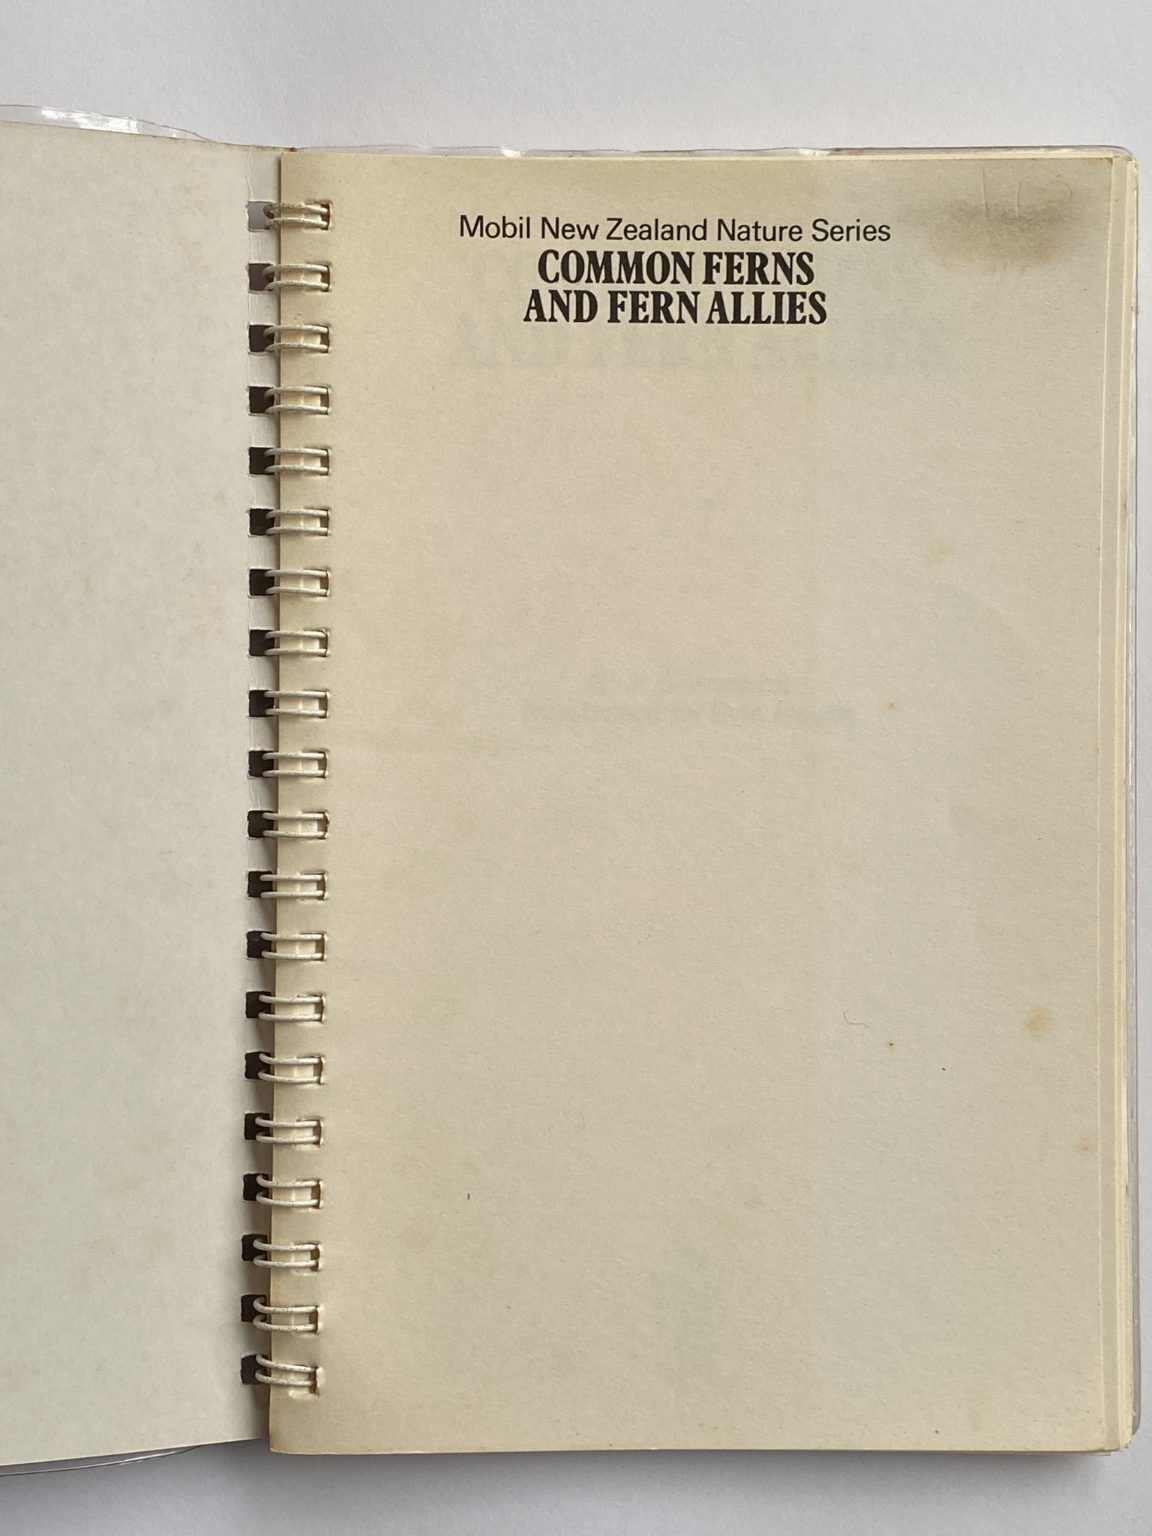 Mobil New Zealand Nature Series
COMMON FERNS
AND FERN ALLIES